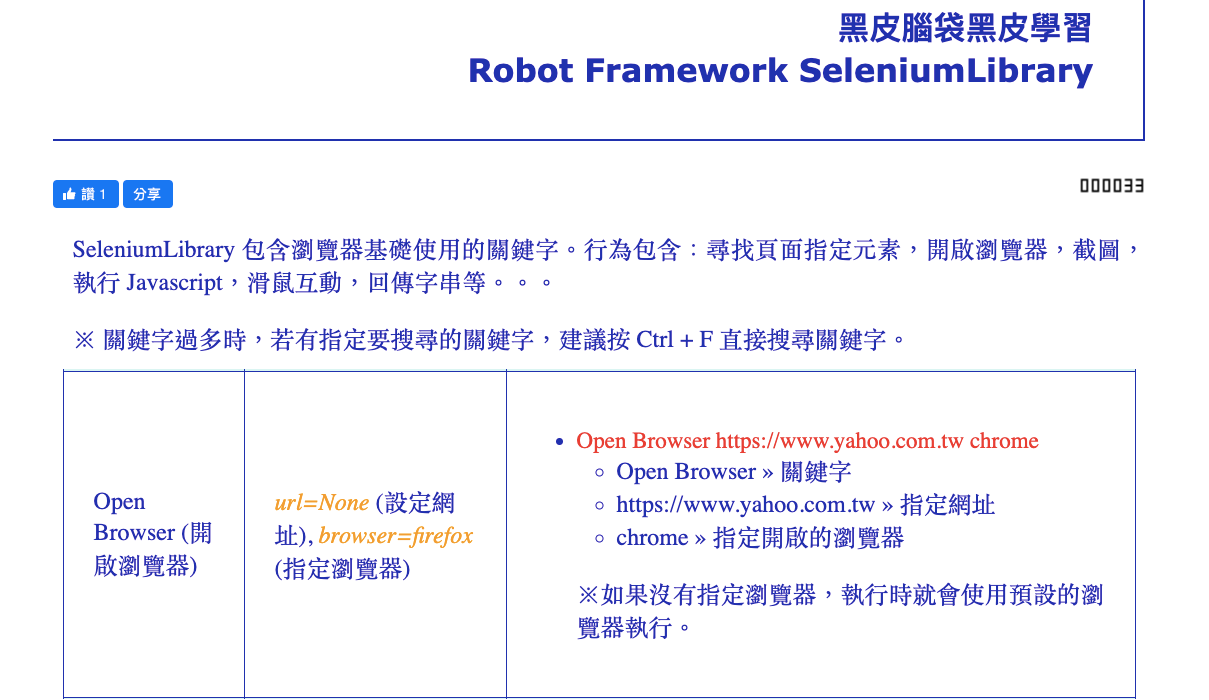 黑皮腦袋黑皮學習
Robot Framework SeleniumLibrary
讚 1
分享
000033
SeleniumLibrary 包含瀏覽器基礎使用的關鍵字。行為包含：尋找頁面指定元素，開啟瀏覽器，截圖，
執行 Javascript，滑鼠互動，回傳字串等。。。
※ 關鍵字過多時，若有指定要搜尋的關鍵字，建議按 Ctrl + F 直接搜尋關鍵字。
Open
Browser (開
啟瀏覽器)
url=None (設定網
址), browser=firefox
(指定瀏覽器)
• Open Browser https://www.yahoo.com.tw chrome
◦ Open Browser » 關鍵字
◦ https://www.yahoo.com.tw » 指定網址
◦ chrome » 指定開啟的瀏覽器
※如果沒有指定瀏覽器，執行時就會使用預設的瀏
覽器執行。